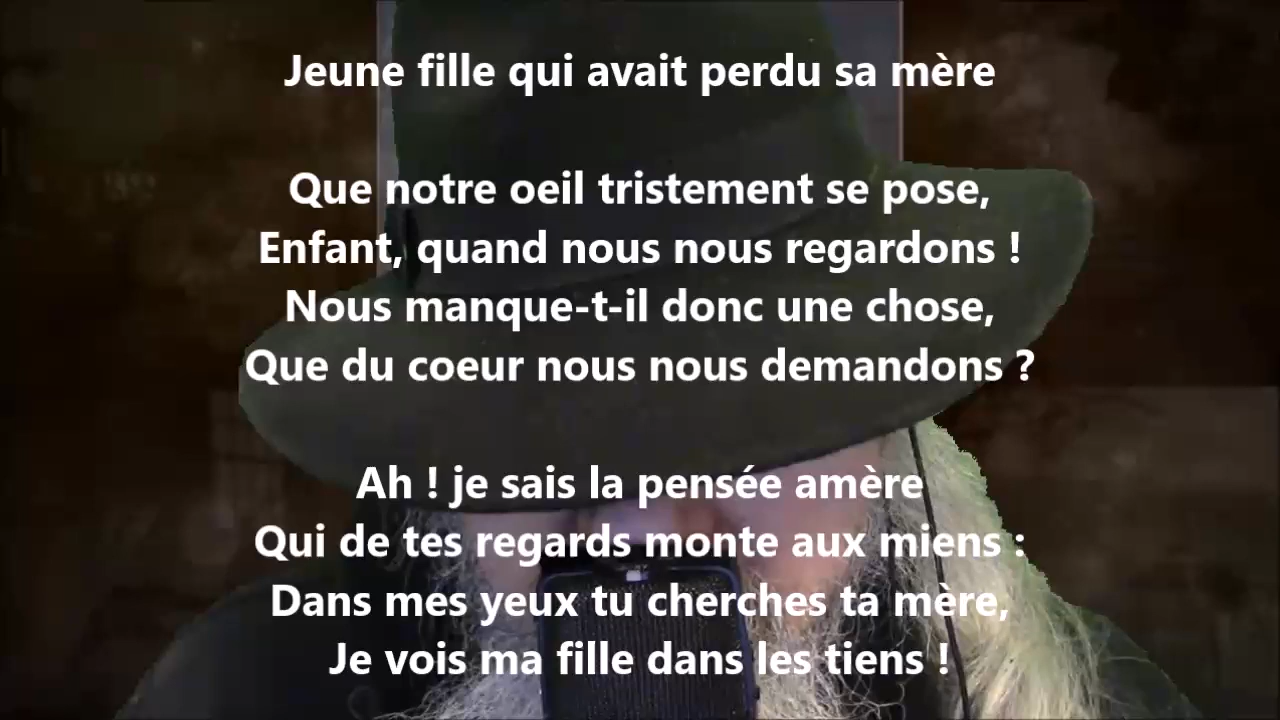 Jeune fille qui avait perdu sa mère
Que notre oeil tristement se pose,
Enfant, quand nous nous regardons !
Nous manque-t-il donc une chose,
Que du coeur nous nous demandons ?
Ah ! je sais la pensée amère
Qui de tes regards monte aux miens :
Dans mes yeux tu cherches ta mère,
Je vois ma fille dans les tiens !